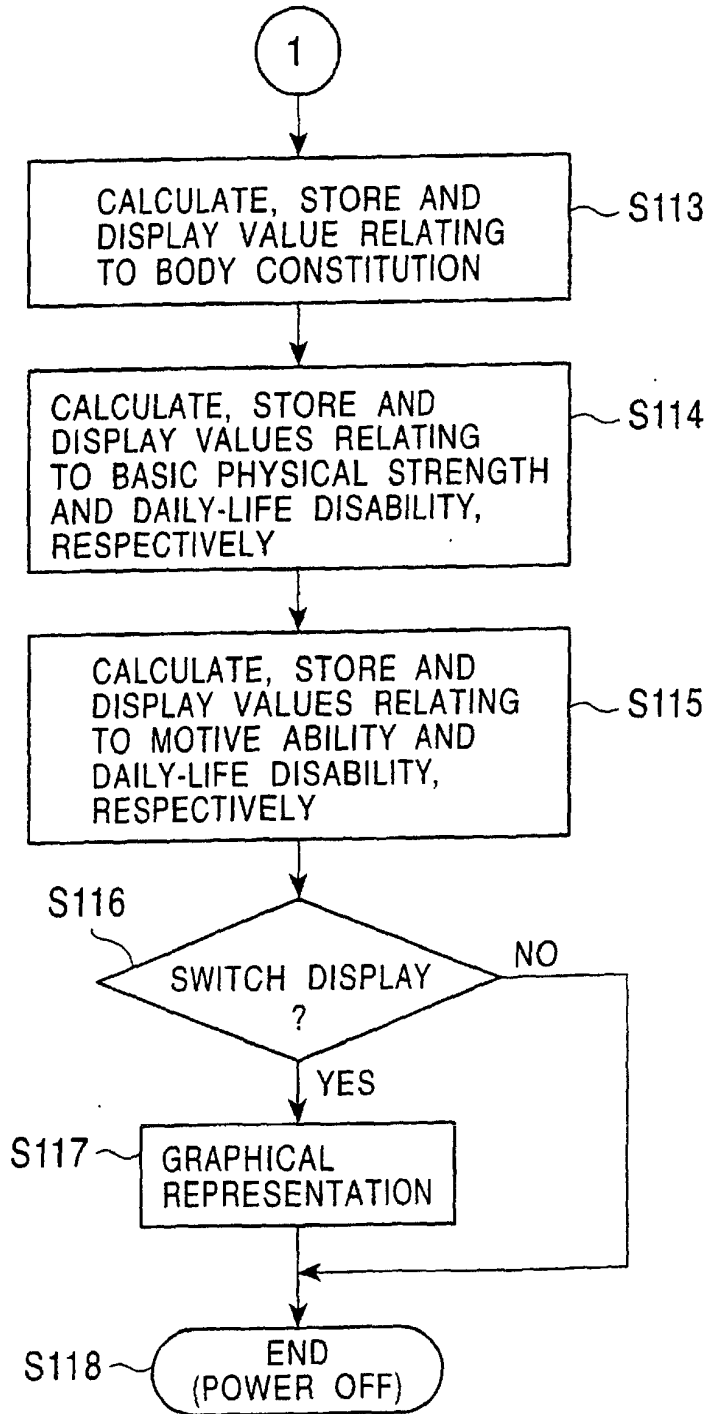 1
CALCULATE, STORE AND
DISPLAY VALUE RELATING
TO BODY CONSTITUTION
S113
CALCULATE, STORE AND
DISPLAY VALUES RELATING
TO BASIC PHYSICAL STRENGTH
AND DAILY-LIFE DISABILITY,
RESPECTIVELY
S114
CALCULATE, STORE AND
DISPLAY VALUES RELATING
TO MOTIVE ABILITY AND
DAILY-LIFE DISABILITY,
RESPECTIVELY
S115
S116
SWITCH DISPLAY
?
NO
YES
S117
GRAPHICAL
REPRESENTATION
S118
END
(POWER OFF)